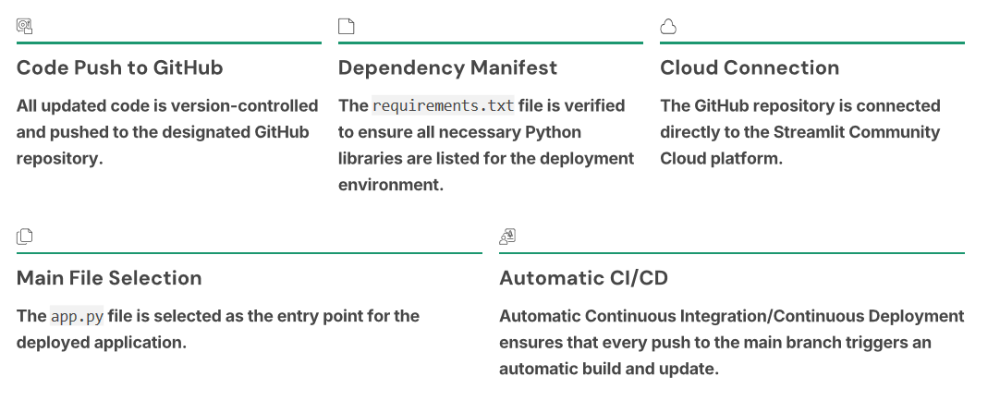 Code Push to GitHub
All updated code is version-controlled
and pushed to the designated GitHub
repository.
Dependency Manifest
The requirements.txt file is verified
to ensure all necessary Python
libraries are listed for the deployment
environment.
Cloud Connection
The GitHub repository is connected
directly to the Streamlit Community
Cloud platform.
Main File Selection
The app.py file is selected as the entry point for the
deployed application.
Automatic CI/CD
Automatic Continuous Integration/Continuous Deployment
ensures that every push to the main branch triggers an
automatic build and update.